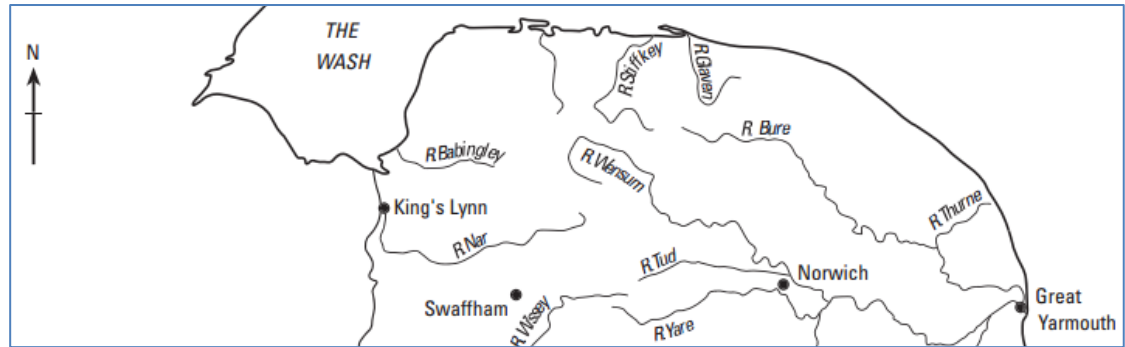 THE
WASH
N
R.Stiffkey
R.Glaven
R. Bure
R.Babingley
R.Wensum
King's Lynn
R.Thurne
R.Nar
R.Tud
Norwich
Swaffham
R.Wissey
R.Yare
Great
Yarmouth